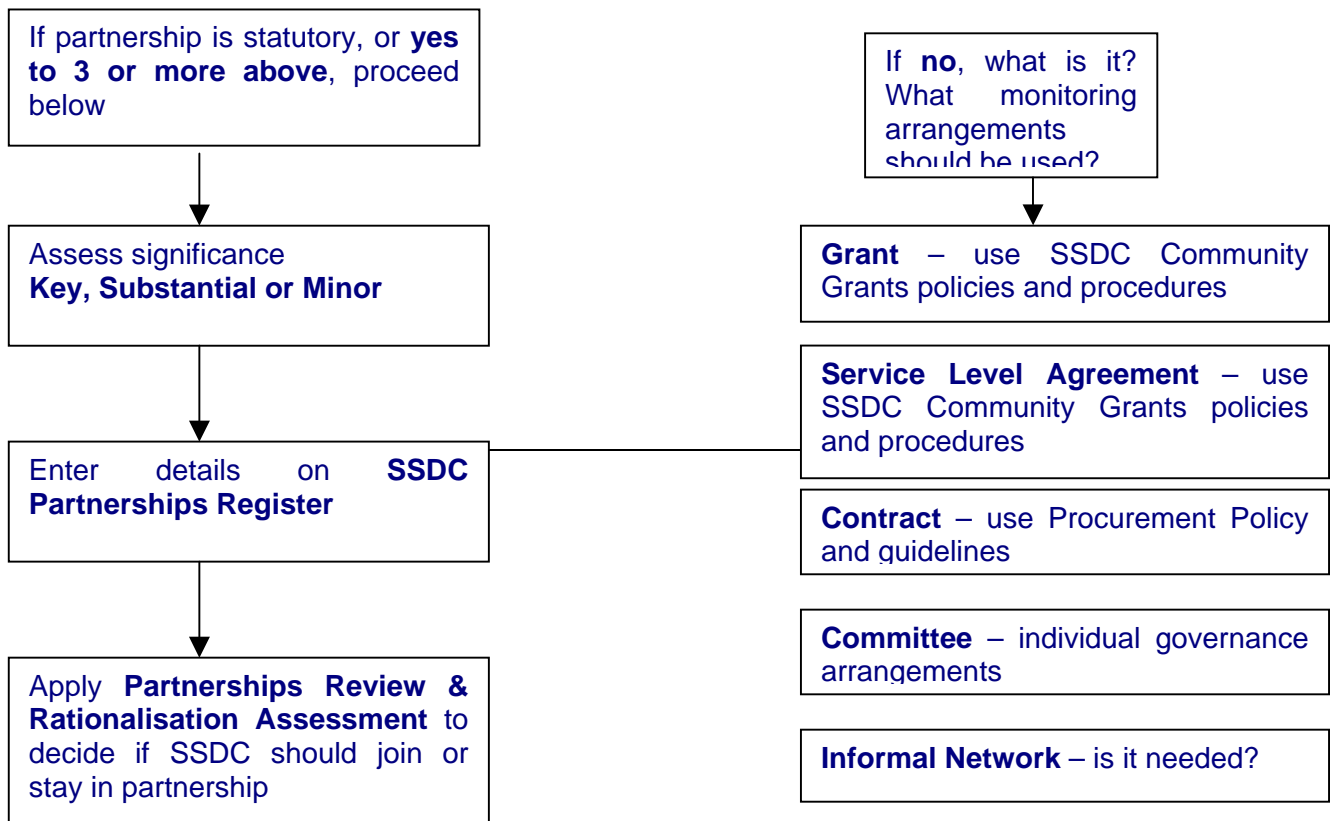 If partnership is statutory, or yes
to 3 or more above, proceed
below
If no, what is it?
What monitoring
arrangements
should be used?
Assess significance
Key, Substantial or Minor
Grant – use SSDC Community
Grants policies and procedures
Service Level Agreement – use
SSDC Community Grants policies
and procedures
Enter details on SSDC
Partnerships Register
Contract – use Procurement Policy
and guidelines
Committee – individual governance
arrangements
Apply Partnerships Review &
Rationalisation Assessment to
decide if SSDC should join or
stay in partnership
Informal Network – is it needed?